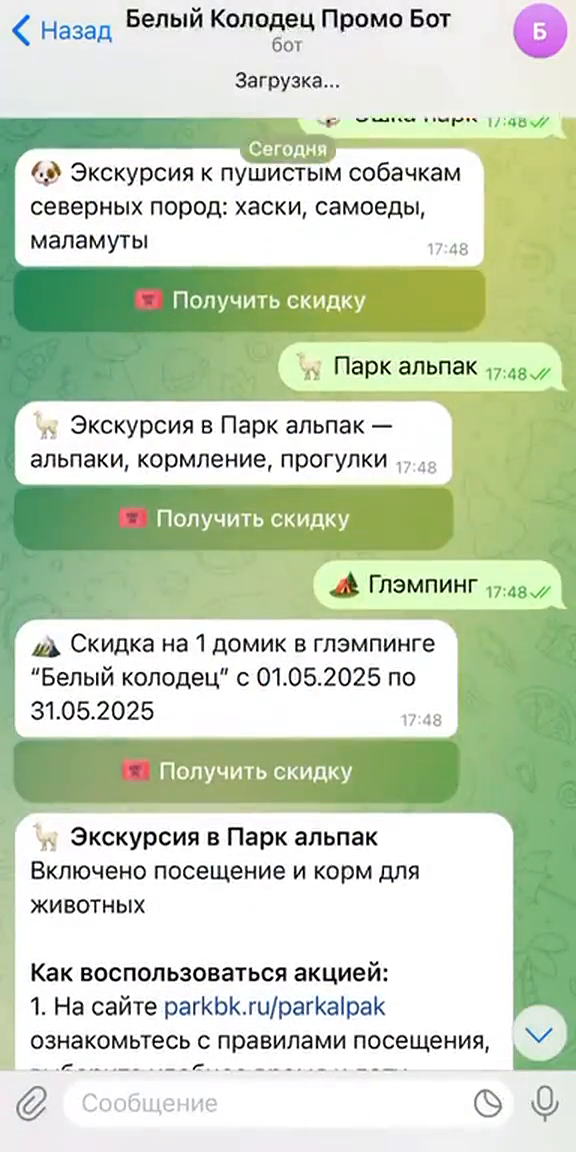 Назад
Белый Колодец Промо Бот
бот
Б
Загрузка...
парк 17:48
Сегодня
Экскурсия к пушистым собачкам
северных пород: хаски, самоеды,
маламуты
17:48
Получить скидку
Парк альпак 17:48
Экскурсия в Парк альпак —
альпаки, кормление, прогулки 17:48
Получить скидку
Глэмпинг 17:48
Скидка на 1 домик в глэмпинге
“Белый колодец” с 01.05.2025 по
31.05.2025
17:48
Получить скидку
Экскурсия в Парк альпак
Включено посещение и корм для
животных
Как воспользоваться акцией:
1. На сайте parkbk.ru/parkalpak
ознакомьтесь с правилами посещения,
Сообщение